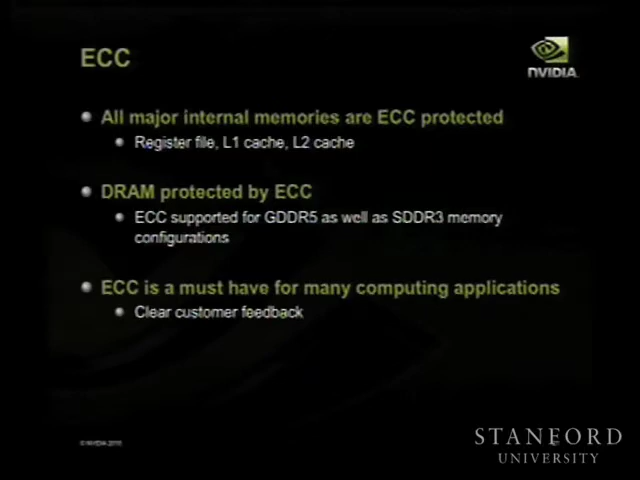 ECC
NVIDIA
All major internal memories are ECC protected
Register file, L1 cache, L2 cache
DRAM protected by ECC
ECC supported for GDDR5 as well as SDDR3 memory
configurations
ECC is a must have for many computing applications
Clear customer feedback
© NVIDIA 2010
STANFORD
UNIVERSITY